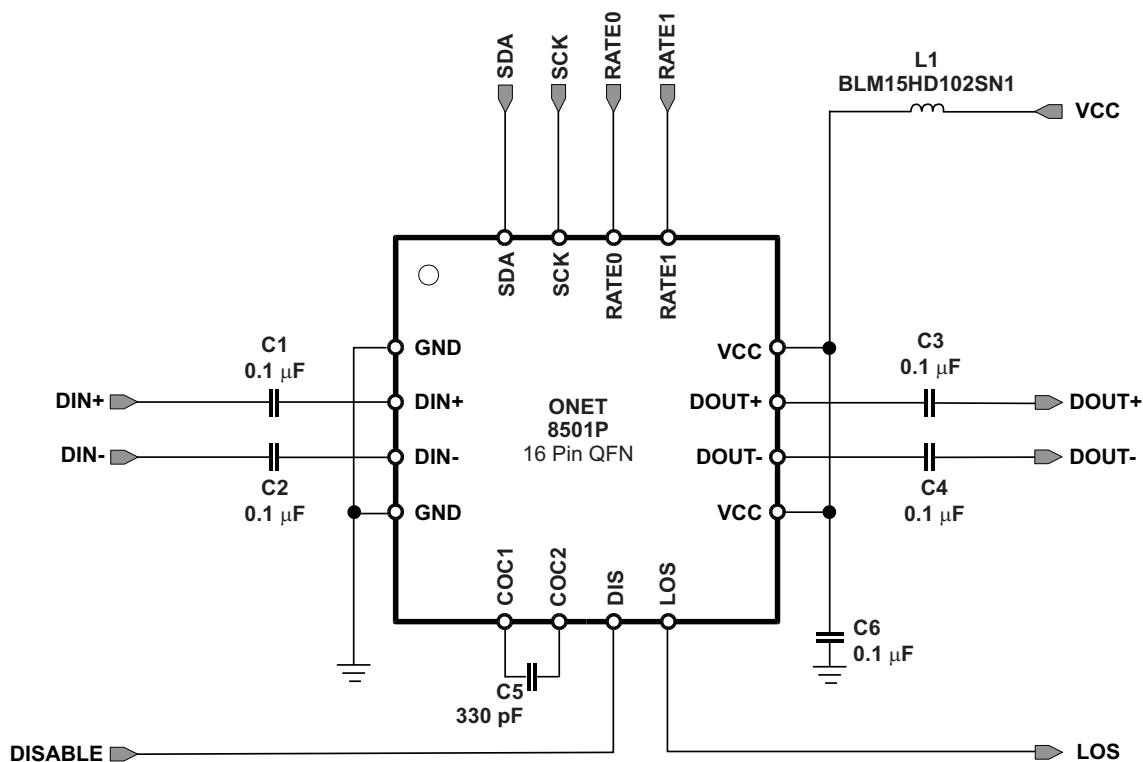 SDA
SCK
RATE0
RATE1
L1
BLM15HD102SN1
VCC
SDA
SCK
RATE0
RATE1
C1
0.1 μF
GND
VCC
C3
0.1 μF
DIN+
DIN+
ONET
8501P
16 Pin QFN
DOUT+
DOUT+
DIN-
DIN-
DOUT-
DOUT-
C2
0.1 μF
GND
VCC
C4
0.1 μF
COC1
COC2
DIS
LOS
C6
0.1 μF
C5
330 pF
DISABLE
LOS